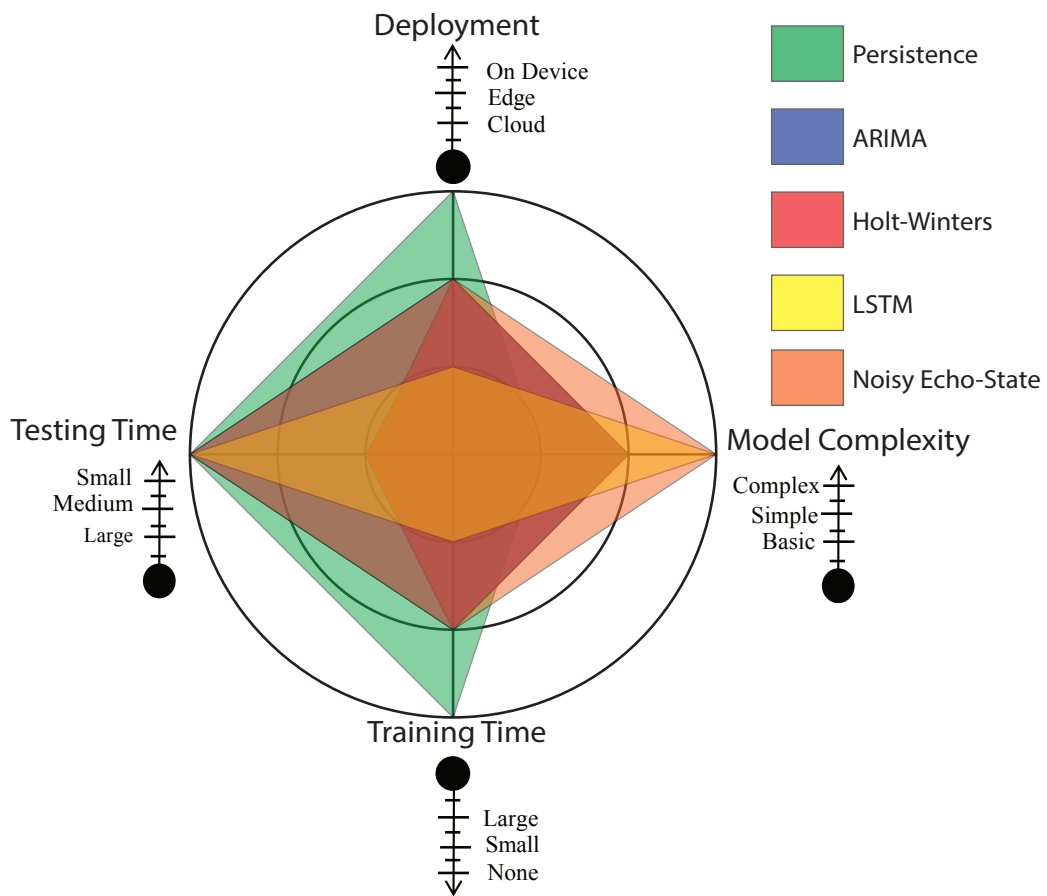 Deployment
On Device
Edge
Cloud
Persistence
ARIMA
Holt-Winters
LSTM
Noisy Echo-State
Testing Time
Small
Medium
Large
Model Complexity
Complex
Simple
Basic
Training Time
Large
Small
None